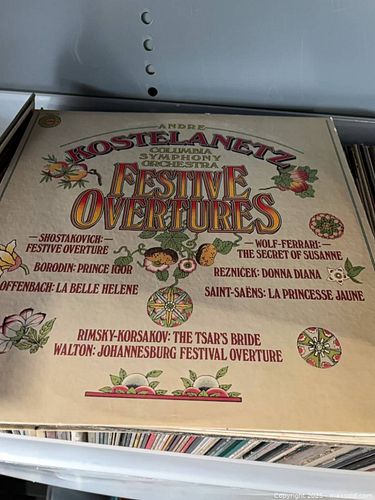 ANDRE
KOSTELANETZ
COLUMBIA
SYMPHONY
ORCHESTRA
FESTIVE
OVERTURES
—SHOSTAKOVICH:—
FESTIVE OVERTURE
BORODIN: PRINCE IGOR
OFFENBACH: LA BELLE HELENE
—WOLF-FERRARI:—
THE SECRET OF SUSANNE
REZNICEK: DONNA DIANA
SAINT-SAËNS: LA PRINCESSE JAUNE
RIMSKY-KORSAKOV: THE TSAR'S BRIDE
WALTON: JOHANNESBURG FESTIVAL OVERTURE